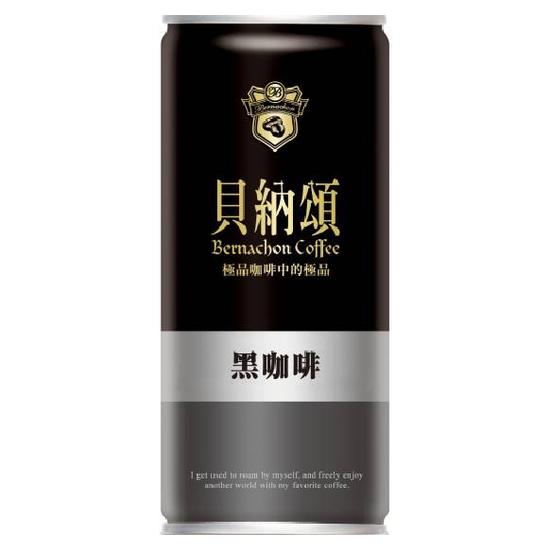 B
Bernachon
貝納頌
Bernachon Coffee
極品咖啡中的極品
黑咖啡
I get used to roam by myself, and freely enjoy
another world with my favorite coffee.